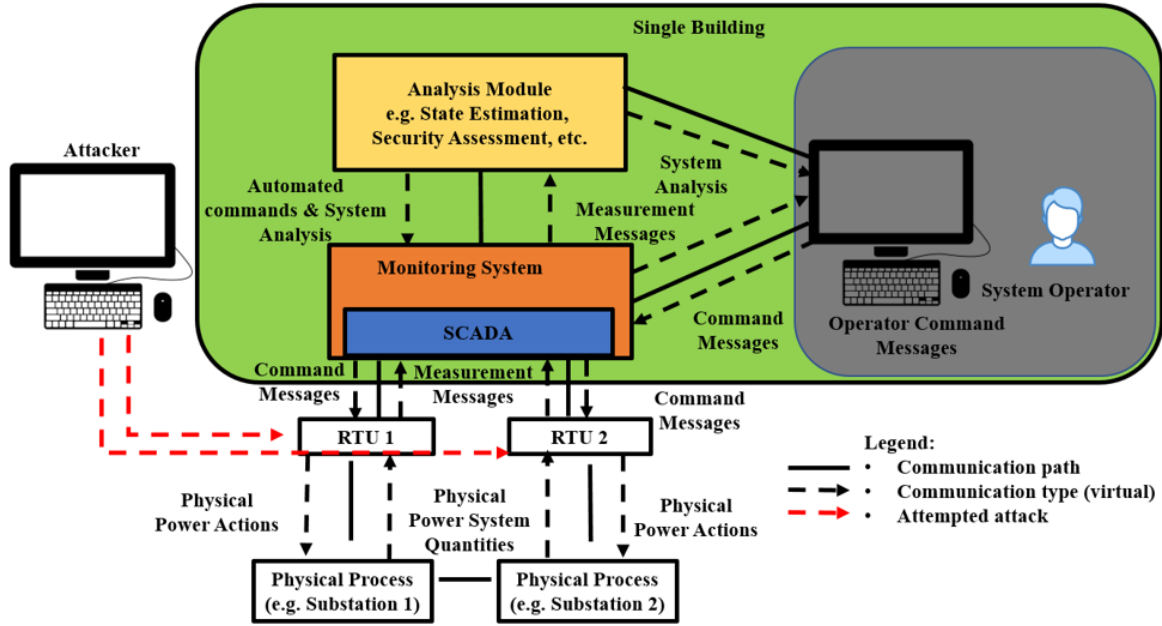 Single Building
Analysis Module
e.g. State Estimation,
Security Assessment, etc.
Attacker
Automated
commands & System
Analysis
System
Analysis
Measurement
Messages
Monitoring System
SCADA
System Operator
Operator Command
Messages
Command
Messages
Command
Messages
Measurement
Messages
Command
Messages
RTU 1
RTU 2
Legend:
• Communication path
• Communication type (virtual)
• Attempted attack
Physical
Power Actions
Physical
Power System
Quantities
Physical
Power Actions
Physical Process
(e.g. Substation 1)
Physical Process
(e.g. Substation 2)